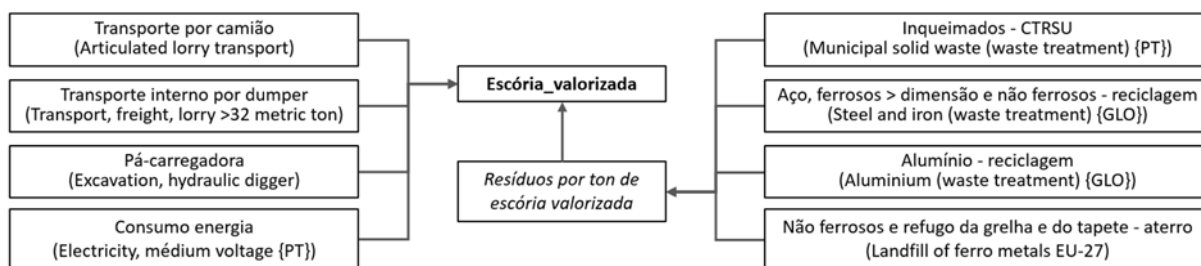 Transporte por camião
(Articulated lorry transport)
Transporte interno por dumper
(Transport, freight, lorry >32 metric ton)
Pá-carregadora
(Excavation, hydraulic digger)
Consumo energia
(Electricity, médium voltage {PT})
Escória_valorizada
Resíduos por ton de
escória valorizada
Inqueimados - CTRSU
(Municipal solid waste (waste treatment) {PT})
Aço, ferrosos > dimensão e não ferrosos - reciclagem
(Steel and iron (waste treatment) {GLO})
Alumínio - reciclagem
(Aluminium (waste treatment) {GLO})
Não ferrosos e refugo da grelha e do tapete - aterro
(Landfill of ferro metals EU-27)